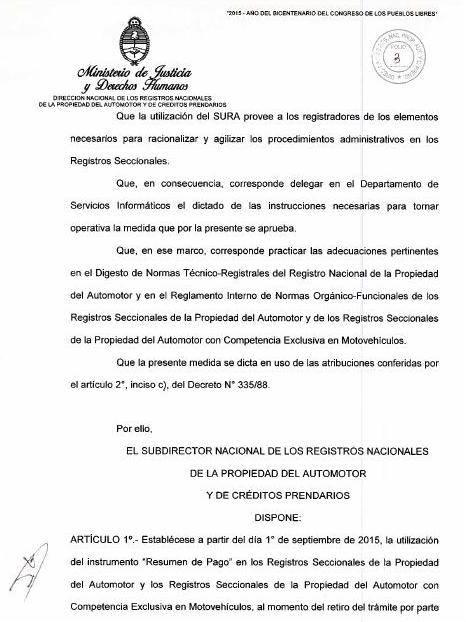 "2015 - AÑO DEL BICENTENARIO DEL CONGRESO DE LOS PUEBLOS LIBRES"
FOLIO
3
Ministerio de Justicia
y Derechos Humanos
DIRECCION NACIONAL DE LOS REGISTROS NACIONALES
DE LA PROPIEDAD DEL AUTOMOTOR Y DE CRÉDITOS PRENDARIOS
Que la utilización del SURA provee a los registradores de los elementos
necesarios para racionalizar y agilizar los procedimientos administrativos en los
Registros Seccionales.
Que, en consecuencia, corresponde delegar en el Departamento de
Servicios Informáticos el dictado de las instrucciones necesarias para tornar
operativa la medida que por la presente se aprueba.
Que, en ese marco, corresponde practicar las adecuaciones pertinentes
en el Digesto de Normas Técnico-Registrales del Registro Nacional de la Propiedad
del Automotor y en el Reglamento Interno de Normas Orgánico-Funcionales de los
Registros Seccionales de la Propiedad del Automotor y de los Registros Seccionales
de la Propiedad del Automotor con Competencia Exclusiva en Motovehículos.
Que la presente medida se dicta en uso de las atribuciones conferidas por
el artículo 2°, inciso c), del Decreto N° 335/88.
Por ello,
EL SUBDIRECTOR NACIONAL DE LOS REGISTROS NACIONALES
DE LA PROPIEDAD DEL AUTOMOTOR
Y DE CRÉDITOS PRENDARIOS
DISPONE:
ARTÍCULO 1º.- Establécese a partir del día 1° de septiembre de 2015, la utilización
del instrumento "Resumen de Pago" en los Registros Seccionales de la Propiedad
del Automotor y los Registros Seccionales de la Propiedad del Automotor con
Competencia Exclusiva en Motovehículos, al momento del retiro del trámite por parte